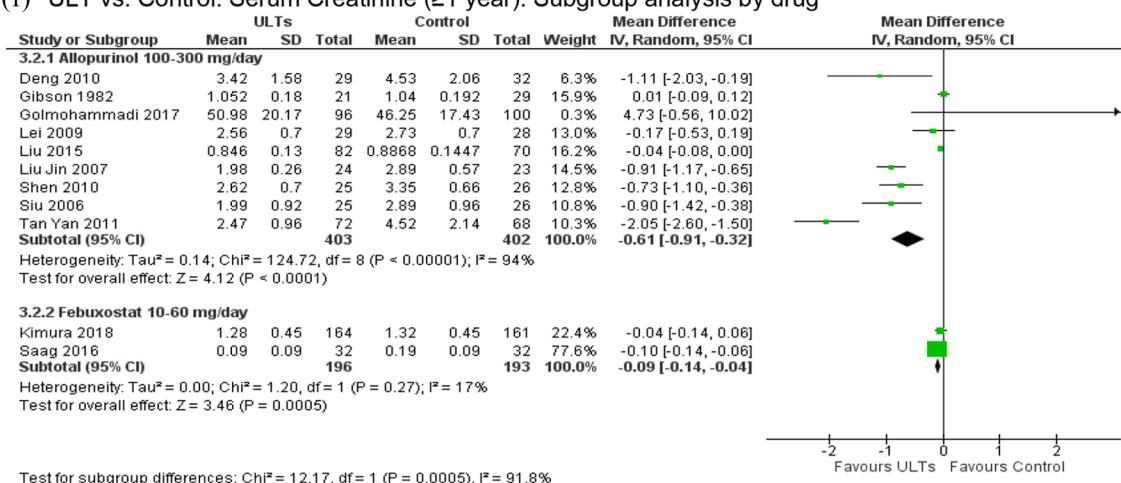 (1) ULT vs. Control: Serum Creatinine (≥1 year): Subgroup analysis by drug
ULTs Control Mean Difference Mean Difference
Study or Subgroup Mean SD Total Mean SD Total Weight IV, Random, 95% CI IV, Random, 95% CI
3.2.1 Allopurinol 100-300 mg/day
Deng 2010 3.42 1.58 29 4.53 2.06 32 6.3% -1.11 [-2.03, -0.19]
Gibson 1982 1.052 0.18 21 1.04 0.192 29 15.9% 0.01 [-0.09, 0.12]
Golmohammadi 2017 50.98 20.17 96 46.25 17.43 100 0.3% 4.73 [-0.56, 10.02]
Lei 2009 2.56 0.7 29 2.73 0.7 28 13.0% -0.17 [-0.53, 0.19]
Liu 2015 0.846 0.13 82 0.8868 0.1447 70 16.2% -0.04 [-0.08, 0.00]
Liu Jin 2007 1.98 0.26 24 2.89 0.57 23 14.5% -0.91 [-1.17, -0.65]
Shen 2010 2.62 0.7 25 3.35 0.66 26 12.8% -0.73 [-1.10, -0.36]
Siu 2006 1.99 0.92 25 2.89 0.96 26 10.8% -0.90 [-1.42, -0.38]
Tan Yan 2011 2.47 0.96 72 4.52 2.14 68 10.3% -2.05 [-2.60, -1.50]
Subtotal (95% CI) 403 402 100.0% -0.61 [-0.91, -0.32]
Heterogeneity: Tau² = 0.14; Chi² = 124.72, df = 8 (P < 0.00001); I² = 94%
Test for overall effect: Z = 4.12 (P < 0.0001)
3.2.2 Febuxostat 10-60 mg/day
Kimura 2018 1.28 0.45 164 1.32 0.45 161 22.4% -0.04 [-0.14, 0.06]
Saag 2016 0.09 0.09 32 0.19 0.09 32 77.6% -0.10 [-0.14, -0.06]
Subtotal (95% CI) 196 193 100.0% -0.09 [-0.14, -0.04]
Heterogeneity: Tau² = 0.00; Chi² = 1.20, df = 1 (P = 0.27); I² = 17%
Test for overall effect: Z = 3.46 (P = 0.0005)
-2 -1 0 1 2
Favours ULTs Favours Control
Test for subgroup differences: Chi² = 12.17, df = 1 (P = 0.0005), I² = 91.8%